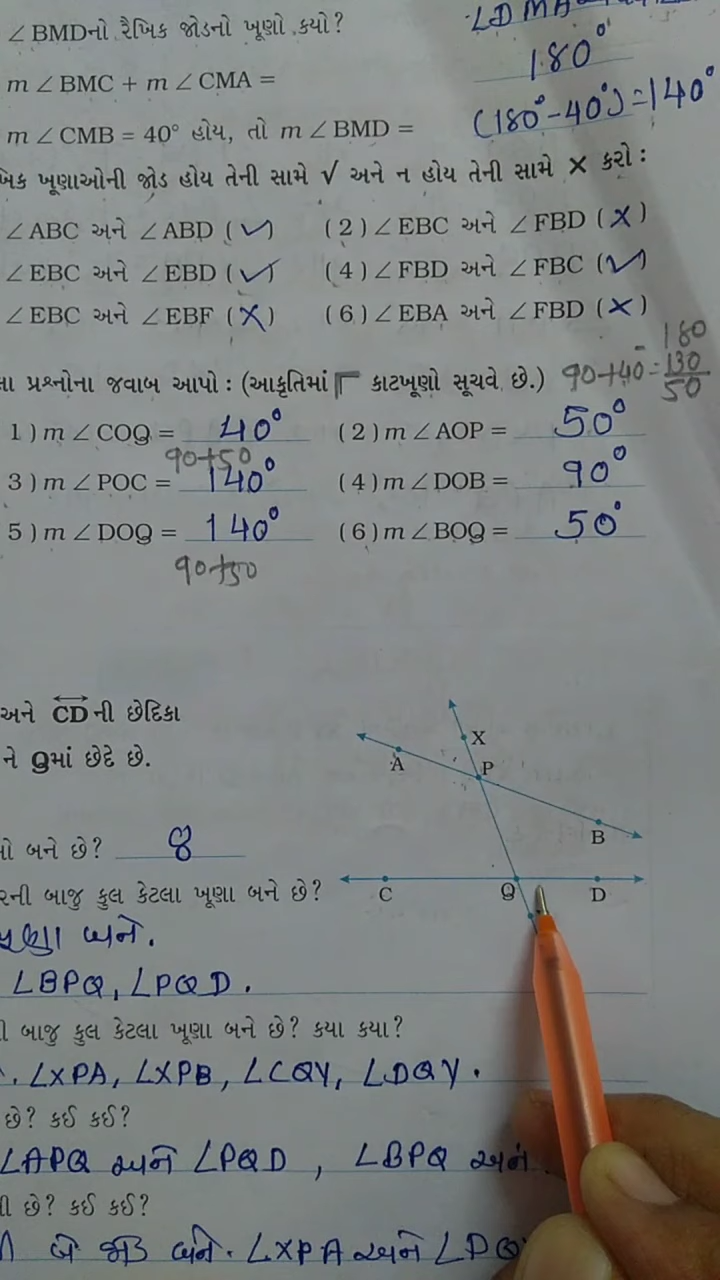 ∠BMDનો રૈખિક જોડનો ખૂણો કયો?
∠DMA
m∠BMC + m∠CMA = 180°
m∠CMB = 40° હોય, તો m∠BMD = (180°-40°)=140°
ખૂણાઓની જોડ હોય તેની સામે √ અને ન હોય તેની સામે × કરો :
∠ABC અને ∠ABD (✓) (2) ∠EBC અને ∠FBD (×)
∠EBC અને ∠EBD (✓) (4) ∠FBD અને ∠FBC (✓)
∠EBC અને ∠EBF (×) (6) ∠EBA અને ∠FBD (×)
પ્રશ્નોના જવાબ આપો : (આકૃતિમાં ⌈ કાટખૂણો સૂચવે છે.) 90+40=130
- 180
50
1) m∠COQ = 40° (2) m∠AOP = 50°
90+50
3) m∠POC = 140° (4) m∠DOB = 90°
5) m∠DOQ = 140° (6) m∠BOQ = 50°
90+50
અને CD ની છેદિકા
ને Qમાં છેદે છે.
X
A
P
B
C Q D
બને છે? 8
બાજુ કુલ કેટલા ખૂણા બને છે?
બને.
∠BPQ, ∠PQD.
બાજુ કુલ કેટલા ખૂણા બને છે? કયા કયા?
∠XPA, ∠XPB, ∠CQY, ∠DQY.
છે? કઈ કઈ?
∠APQ અને ∠PQD, ∠BPQ અને
છે? કઈ કઈ?
બે જોડ બને. ∠XPA અને